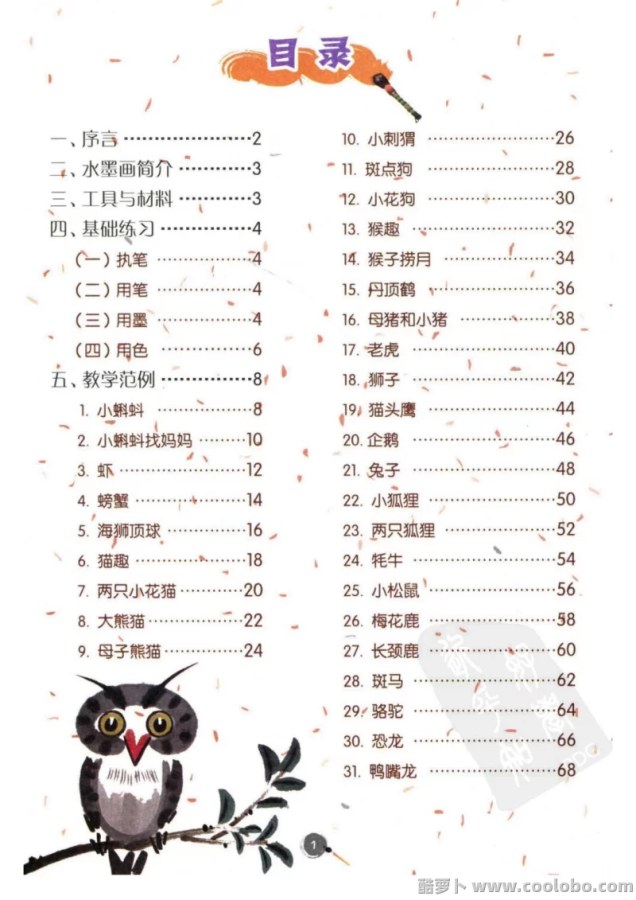 目录
一、序言 ························ 2
二、水墨画简介 ················ 3
三、工具与材料 ················ 3
四、基础练习 ·················· 4
（一）执笔 ···················· 4
（二）用笔 ···················· 4
（三）用墨 ···················· 4
（四）用色 ···················· 6
五、教学范例 ·················· 8
1. 小蝌蚪 ···················· 8
2. 小蝌蚪找妈妈 ·········· 10
3. 虾 ························ 12
4. 螃蟹 ······················ 14
5. 海狮顶球 ················ 16
6. 猫趣 ······················ 18
7. 两只小花猫 ············ 20
8. 大熊猫 ·················· 22
9. 母子熊猫 ················ 24
10. 小刺猬 ·················· 26
11. 斑点狗 ·················· 28
12. 小花狗 ·················· 30
13. 猴趣 ···················· 32
14. 猴子捞月 ·············· 34
15. 丹顶鹤 ·················· 36
16. 母猪和小猪 ············ 38
17. 老虎 ···················· 40
18. 狮子 ···················· 42
19. 猫头鹰 ·················· 44
20. 企鹅 ···················· 46
21. 兔子 ···················· 48
22. 小狐狸 ·················· 50
23. 两只狐狸 ·············· 52
24. 牦牛 ···················· 54
25. 小松鼠 ·················· 56
26. 梅花鹿 ·················· 58
27. 长颈鹿 ·················· 60
28. 斑马 ···················· 62
29. 骆驼 ···················· 64
30. 恐龙 ···················· 66
31. 鸭嘴龙 ·················· 68
1
酷萝卜 www.coolobo.com